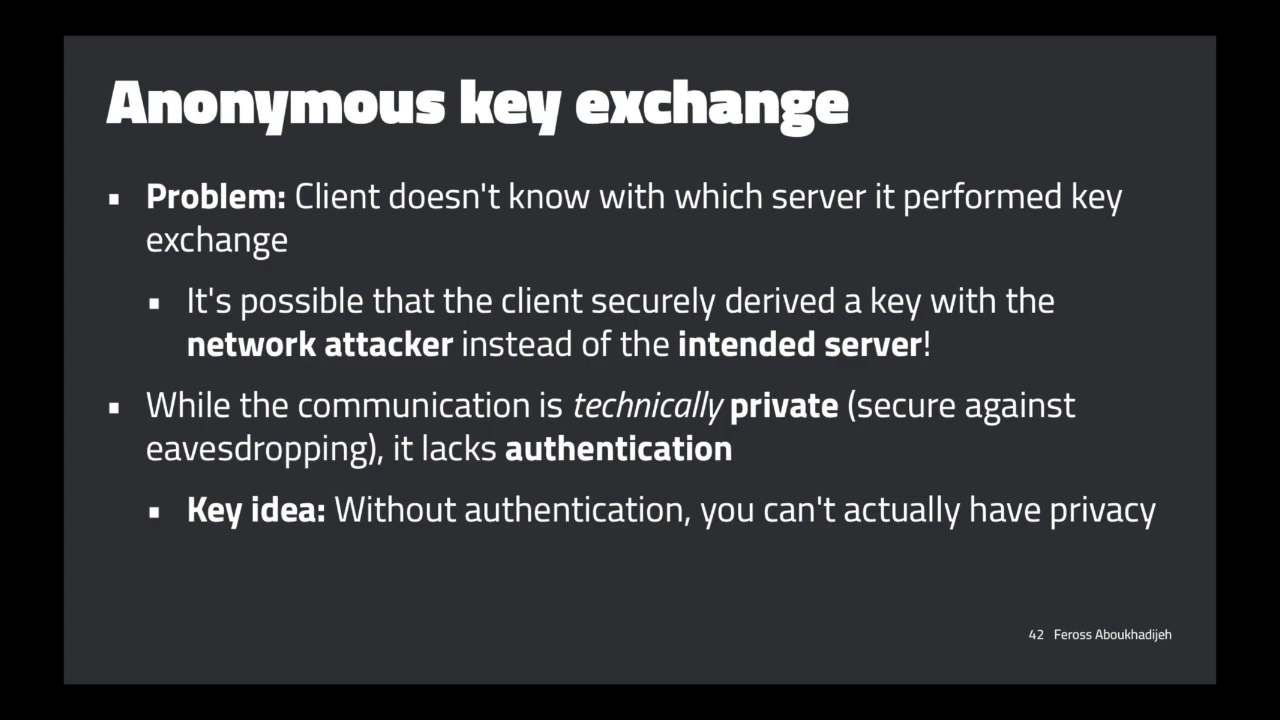 Anonymous key exchange
▪ Problem: Client doesn't know with which server it performed key
exchange
▪ It's possible that the client securely derived a key with the
network attacker instead of the intended server!
▪ While the communication is technically private (secure against
eavesdropping), it lacks authentication
▪ Key idea: Without authentication, you can't actually have privacy
42 Feross Aboukhadijeh